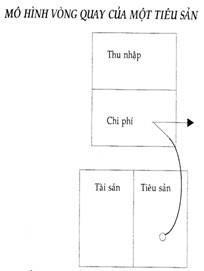 MÔ HÌNH VÒNG QUAY CỦA MỘT TIÊU SẢN
Thu nhập
Chi phí
Tài sản
Tiêu sản